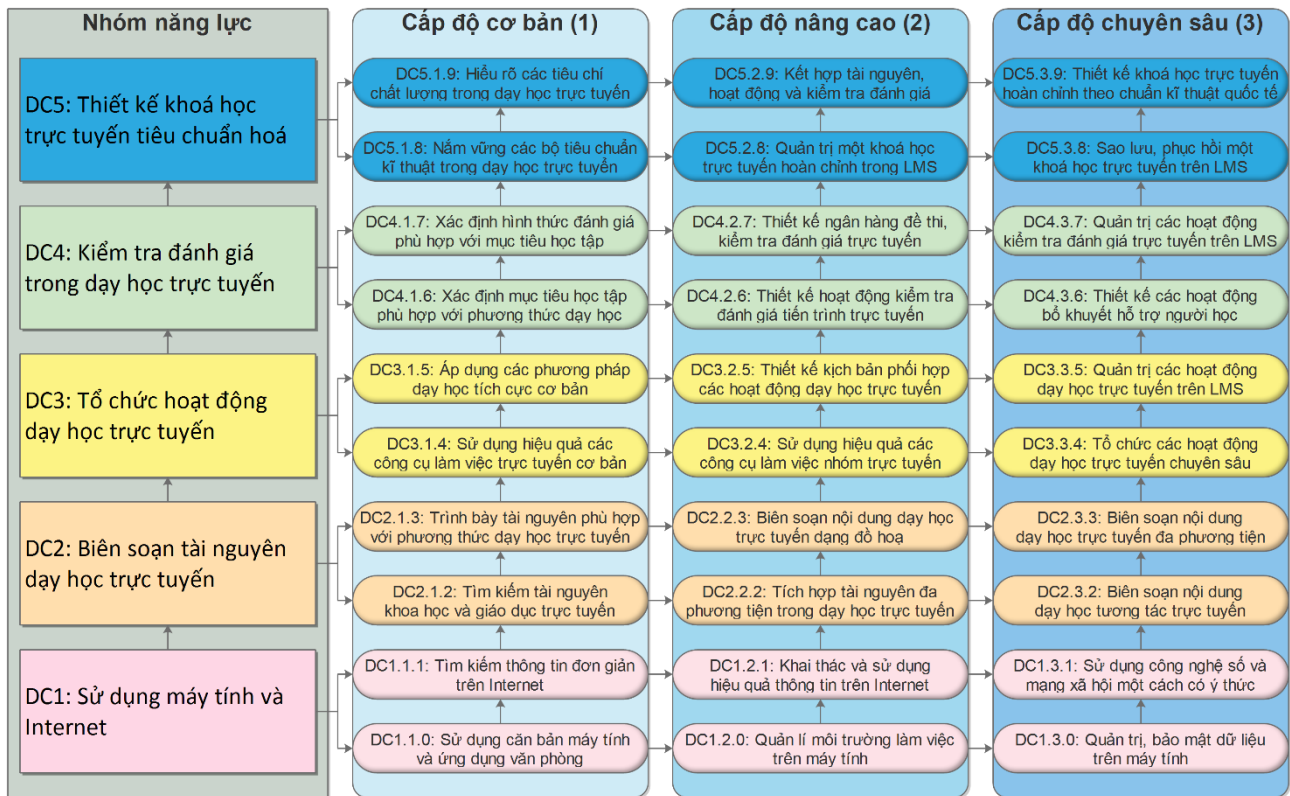 Nhóm năng lực
Cấp độ cơ bản (1)
Cấp độ nâng cao (2)
Cấp độ chuyên sâu (3)
DC5: Thiết kế khoá học
trực tuyến tiêu chuẩn hoá
DC5.1.9: Hiểu rõ các tiêu chí
chất lượng trong dạy học trực tuyến
DC5.2.9: Kết hợp tài nguyên,
hoạt động và kiểm tra đánh giá
DC5.3.9: Thiết kế khoá học trực tuyến
hoàn chỉnh theo chuẩn kĩ thuật quốc tế
DC5.1.8: Nắm vững các bộ tiêu chuẩn
kĩ thuật trong dạy học trực tuyến
DC5.2.8: Quản trị một khoá học
trực tuyến hoàn chỉnh trong LMS
DC5.3.8: Sao lưu, phục hồi một
khoá học trực tuyến trên LMS
DC4: Kiểm tra đánh giá
trong dạy học trực tuyến
DC4.1.7: Xác định hình thức đánh giá
phù hợp với mục tiêu học tập
DC4.2.7: Thiết kế ngân hàng đề thi,
kiểm tra đánh giá trực tuyến
DC4.3.7: Quản trị các hoạt động
kiểm tra đánh giá trực tuyến trên LMS
DC4.1.6: Xác định mục tiêu học tập
phù hợp với phương thức dạy học
DC4.2.6: Thiết kế hoạt động kiểm tra
đánh giá tiến trình trực tuyến
DC4.3.6: Thiết kế các hoạt động
bổ khuyết hỗ trợ người học
DC3: Tổ chức hoạt động
dạy học trực tuyến
DC3.1.5: Áp dụng các phương pháp
dạy học tích cực cơ bản
DC3.2.5: Thiết kế kịch bản phối hợp
các hoạt động dạy học trực tuyến
DC3.3.5: Quản trị các hoạt động
dạy học trực tuyến trên LMS
DC3.1.4: Sử dụng hiệu quả các
công cụ làm việc trực tuyến cơ bản
DC3.2.4: Sử dụng hiệu quả các
công cụ làm việc nhóm trực tuyến
DC3.3.4: Tổ chức các hoạt động
dạy học trực tuyến chuyên sâu
DC2: Biên soạn tài nguyên
dạy học trực tuyến
DC2.1.3: Trình bày tài nguyên phù hợp
với phương thức dạy học trực tuyến
DC2.2.3: Biên soạn nội dung dạy học
trực tuyến dạng đồ hoạ
DC2.3.3: Biên soạn nội dung
dạy học trực tuyến đa phương tiện
DC2.1.2: Tìm kiếm tài nguyên
khoa học và giáo dục trực tuyến
DC2.2.2: Tích hợp tài nguyên đa
phương tiện trong dạy học trực tuyến
DC2.3.2: Biên soạn nội dung
dạy học tương tác trực tuyến
DC1: Sử dụng máy tính và
Internet
DC1.1.1: Tìm kiếm thông tin đơn giản
trên Internet
DC1.2.1: Khai thác và sử dụng
hiệu quả thông tin trên Internet
DC1.3.1: Sử dụng công nghệ số và
mạng xã hội một cách có ý thức
DC1.1.0: Sử dụng căn bản máy tính
và ứng dụng văn phòng
DC1.2.0: Quản lí môi trường làm việc
trên máy tính
DC1.3.0: Quản trị, bảo mật dữ liệu
trên máy tính